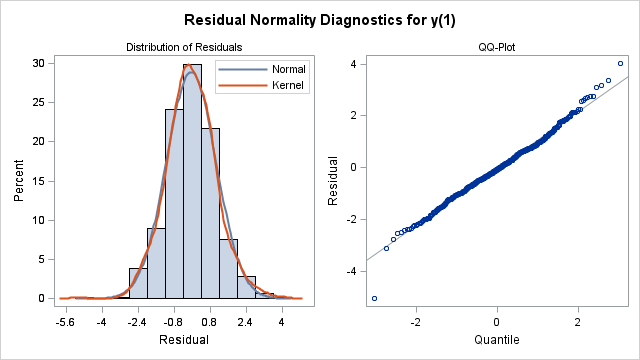 Residual Normality Diagnostics for y(1)
Distribution of Residuals
QQ-Plot
Normal
Kernel
Percent
30
25
20
15
10
5
0
-5.6 -4 -2.4 -0.8 0.8 2.4 4
Residual
Residual
4
2
0
-2
-4
-2 0 2
Quantile